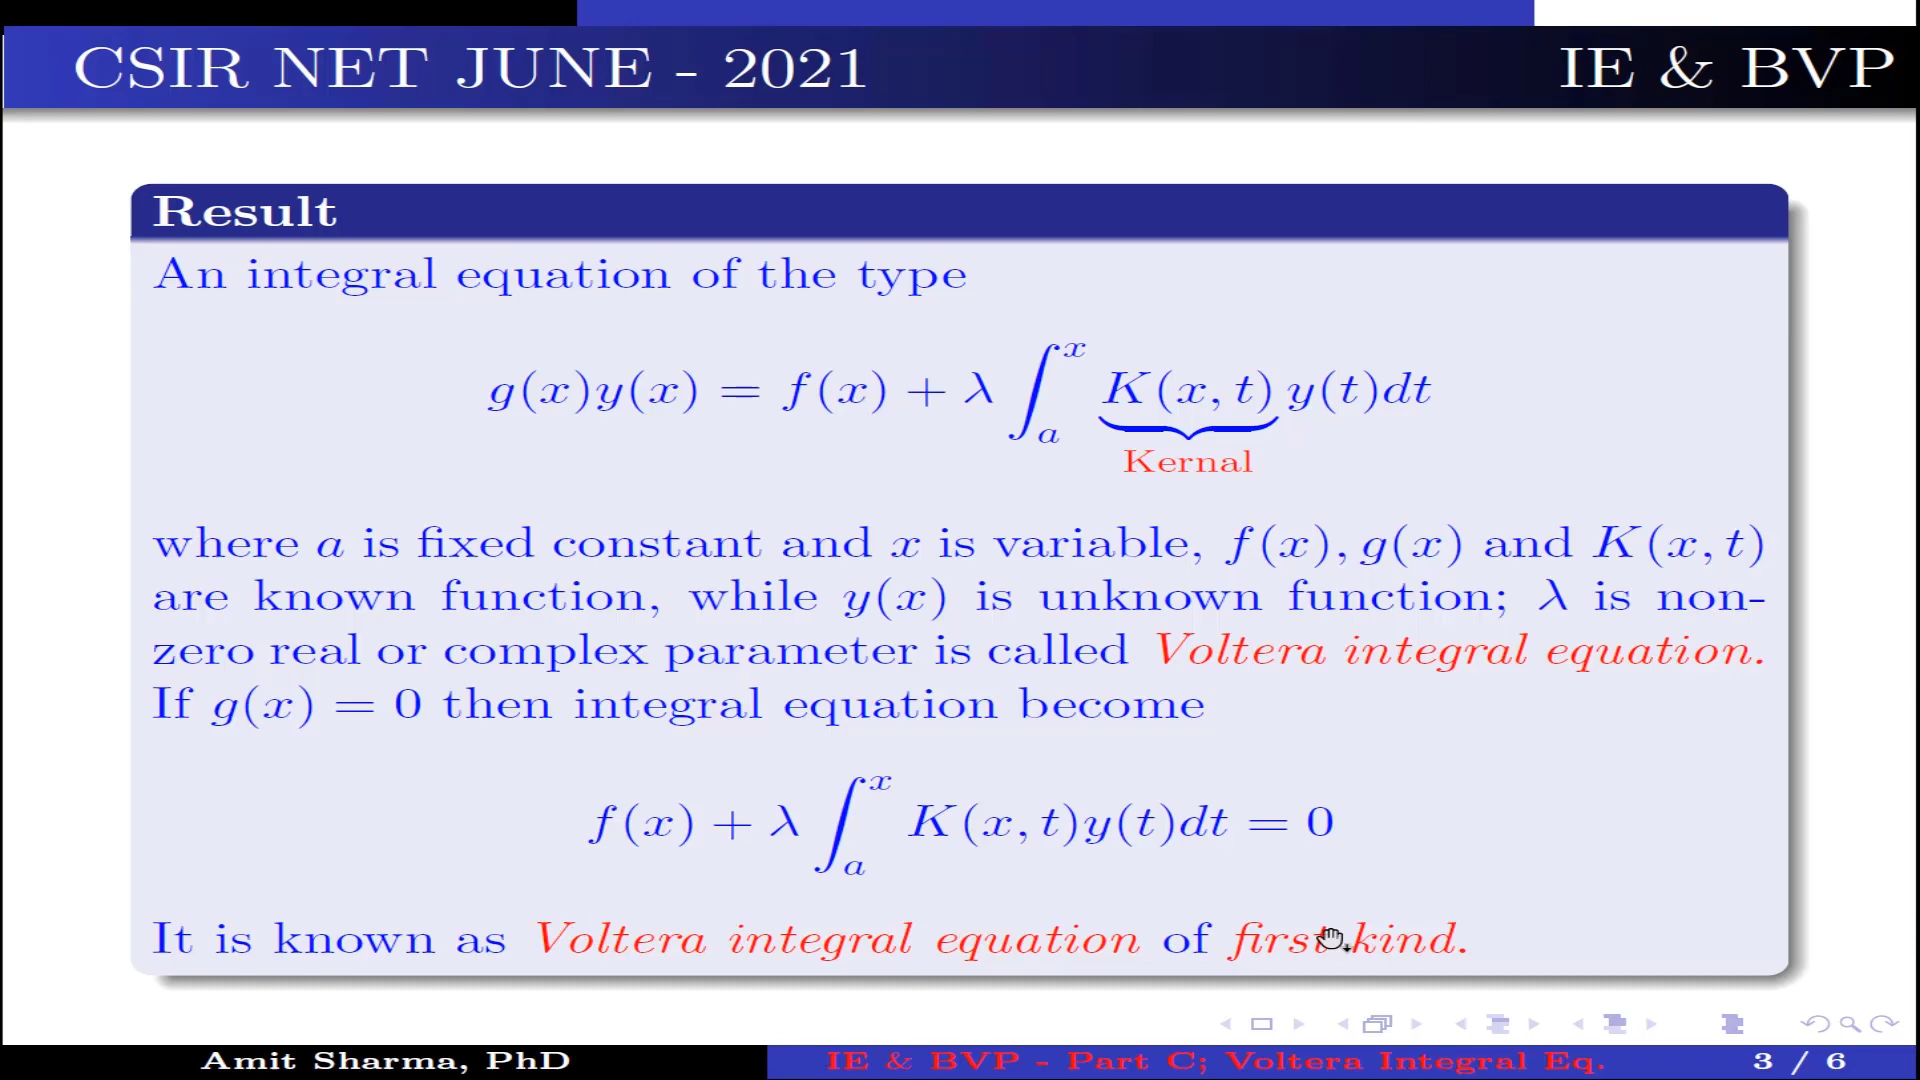 CSIR NET JUNE - 2021 IE & BVP
Result
An integral equation of the type
g(x)y(x) = f(x) + λ ∫_a^x K(x, t) y(t)dt
Kernal
where a is fixed constant and x is variable, f(x), g(x) and K(x, t)
are known function, while y(x) is unknown function; λ is non-
zero real or complex parameter is called Voltera integral equation.
If g(x) = 0 then integral equation become
f(x) + λ ∫_a^x K(x, t)y(t)dt = 0
It is known as Voltera integral equation of first kind.
Amit Sharma, PhD IE & BVP - Part C; Voltera Integral Eq. 3 / 6